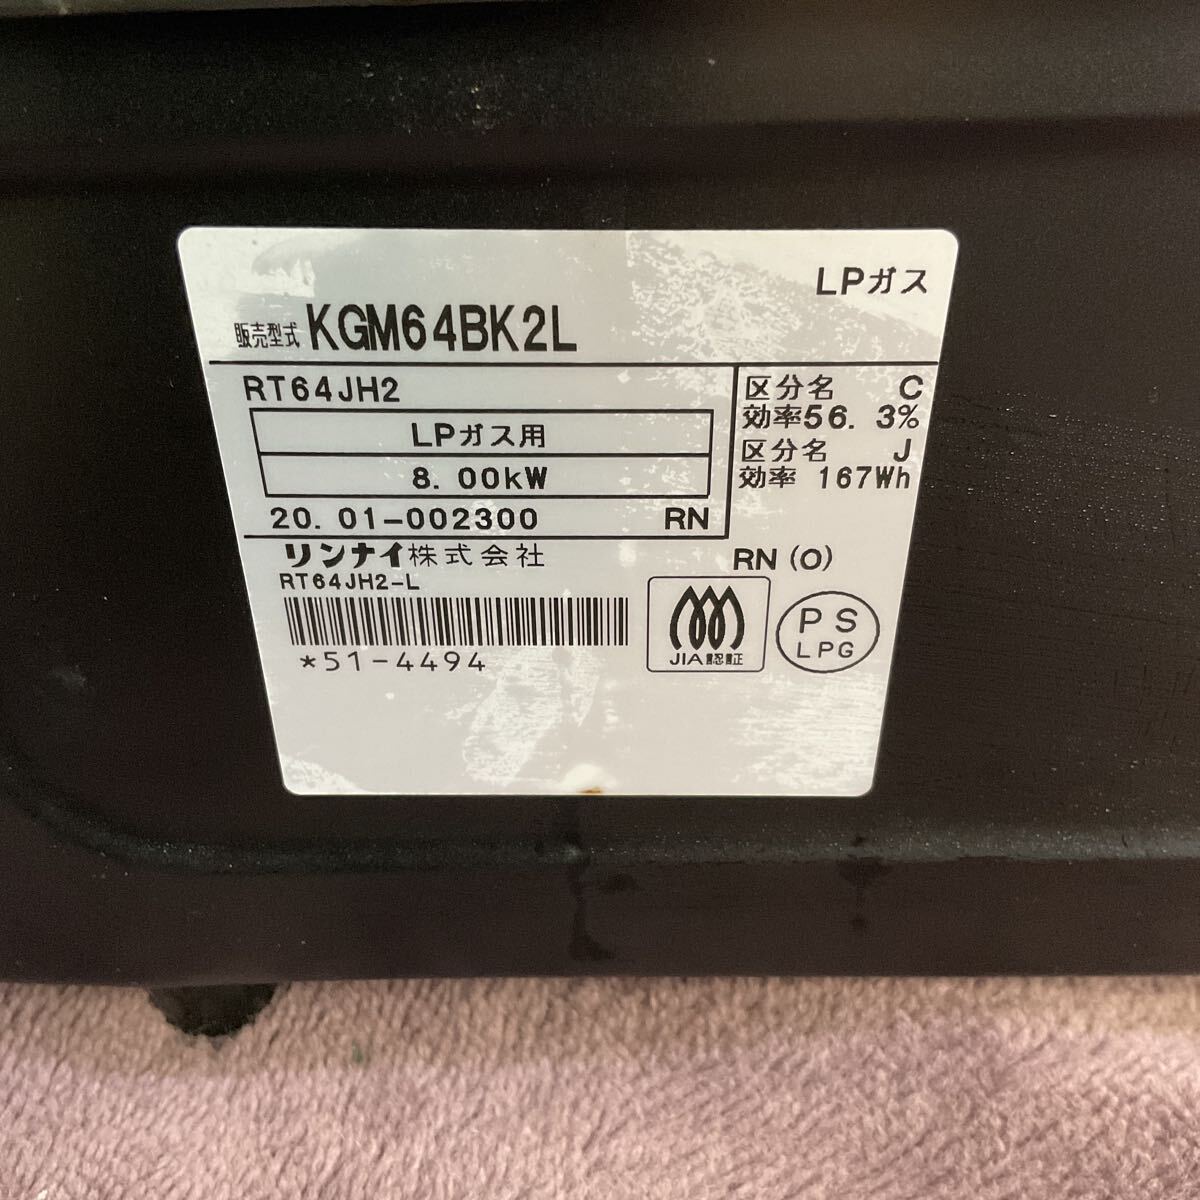 LPガス
販売型式 KGM64BK2L
RT64JH2
LPガス用
8.00kW
20.01-002300 RN
区分名 C
効率56.3%
区分名 J
効率 167Wh
リンナイ株式会社
RN(O)
RT64JH2-L
*51-4494
JIA認証
PS
LPG